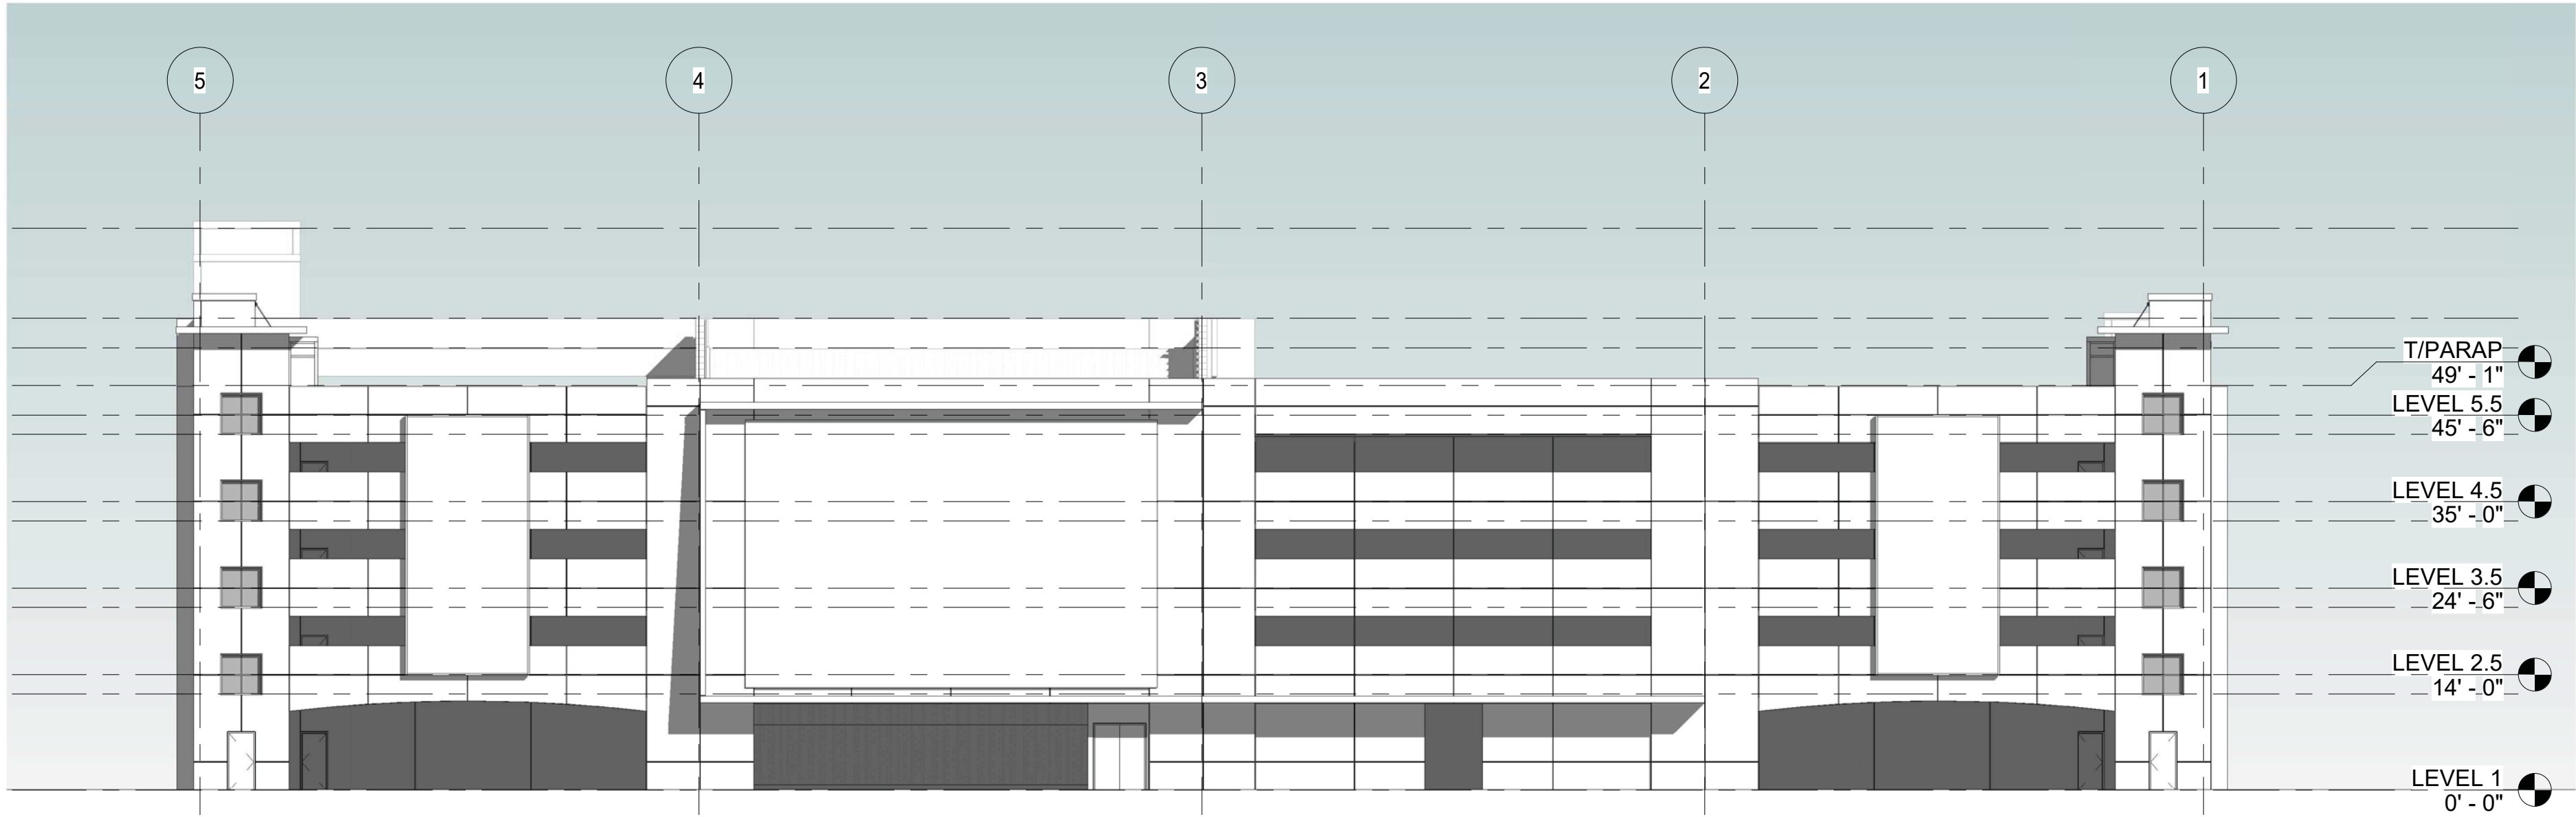 5 4 3 2 1
T/PARAP
49' - 1"
LEVEL 5.5
45' - 6"
LEVEL 4.5
35' - 0"
LEVEL 3.5
24' - 6"
LEVEL 2.5
14' - 0"
LEVEL 1
0' - 0"